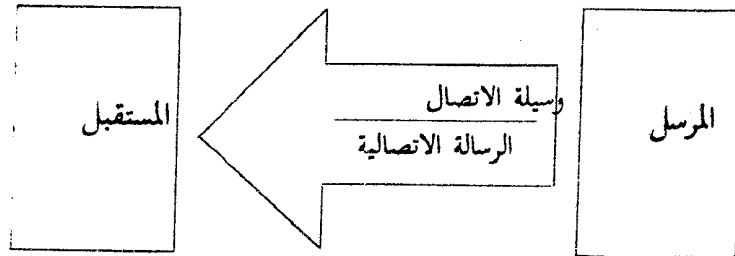 المرسل
وسيلة الاتصال
الرسالة الاتصالية
المستقبل